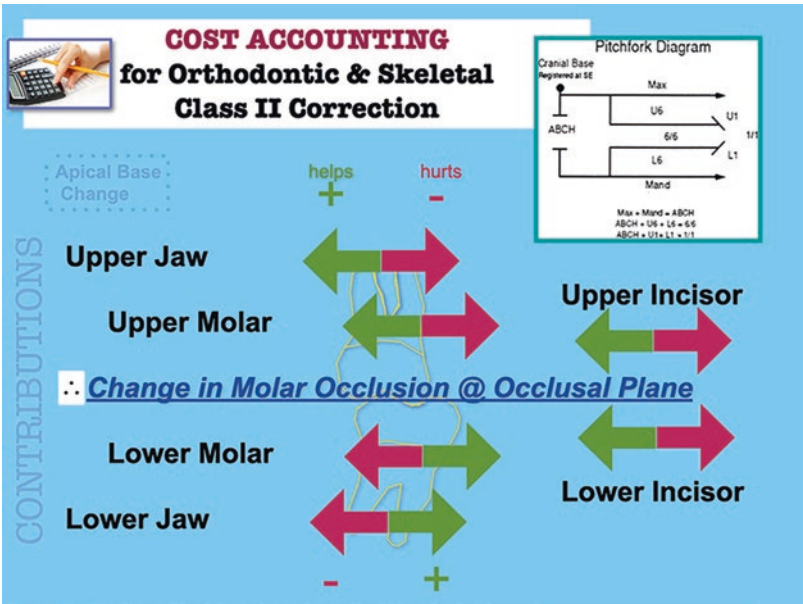 COST ACCOUNTING
for Orthodontic & Skeletal
Class II Correction
Pitchfork Diagram
Cranial Base
Registered at SE
Max
U6
U1
ABCH
6/6
1/1
L6
L1
Mand
Max + Mand = ABCH
ABCH + U6 + L6 = 6/6
ABCH + U1+ L1 = 1/1
Apical Base
Change
helps
hurts
+
-
CONTRIBUTIONS
Upper Jaw
Upper Molar
Upper Incisor
∴ Change in Molar Occlusion @ Occlusal Plane
Lower Molar
Lower Incisor
Lower Jaw
-
+